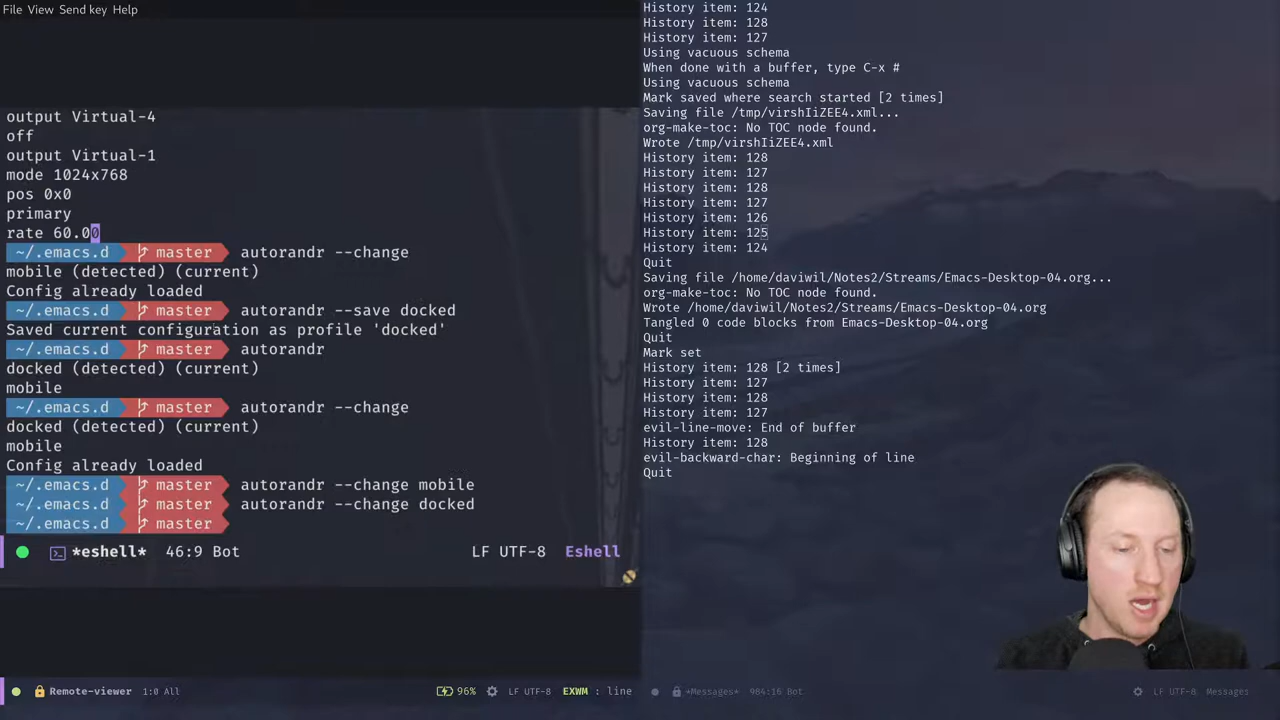 File View Send key Help
output Virtual-4
off
output Virtual-1
mode 1024x768
pos 0x0
primary
rate 60.00
~/.emacs.d master autorandr --change
mobile (detected) (current)
Config already loaded
~/.emacs.d master autorandr --save docked
Saved current configuration as profile 'docked'
~/.emacs.d master autorandr
docked (detected) (current)
mobile
~/.emacs.d master autorandr --change
docked (detected) (current)
mobile
Config already loaded
~/.emacs.d master autorandr --change mobile
~/.emacs.d master autorandr --change docked
~/.emacs.d master
*eshell* 46:9 Bot LF UTF-8 Eshell
Remote-viewer 1:0 All 96% LF UTF-8 EXWM : line
History item: 124
History item: 128
History item: 127
Using vacuous schema
When done with a buffer, type C-x #
Using vacuous schema
Mark saved where search started [2 times]
Saving file /tmp/virshIiZEE4.xml...
org-make-toc: No TOC node found.
Wrote /tmp/virshIiZEE4.xml
History item: 128
History item: 127
History item: 128
History item: 127
History item: 126
History item: 125
History item: 124
Quit
Saving file /home/daviwil/Notes2/Streams/Emacs-Desktop-04.org...
org-make-toc: No TOC node found.
Wrote /home/daviwil/Notes2/Streams/Emacs-Desktop-04.org
Tangled 0 code blocks from Emacs-Desktop-04.org
Quit
Mark set
History item: 128 [2 times]
History item: 127
History item: 128
History item: 127
evil-line-move: End of buffer
History item: 128
evil-backward-char: Beginning of line
Quit
*Messages* 984:16 Bot LF UTF-8 Messages